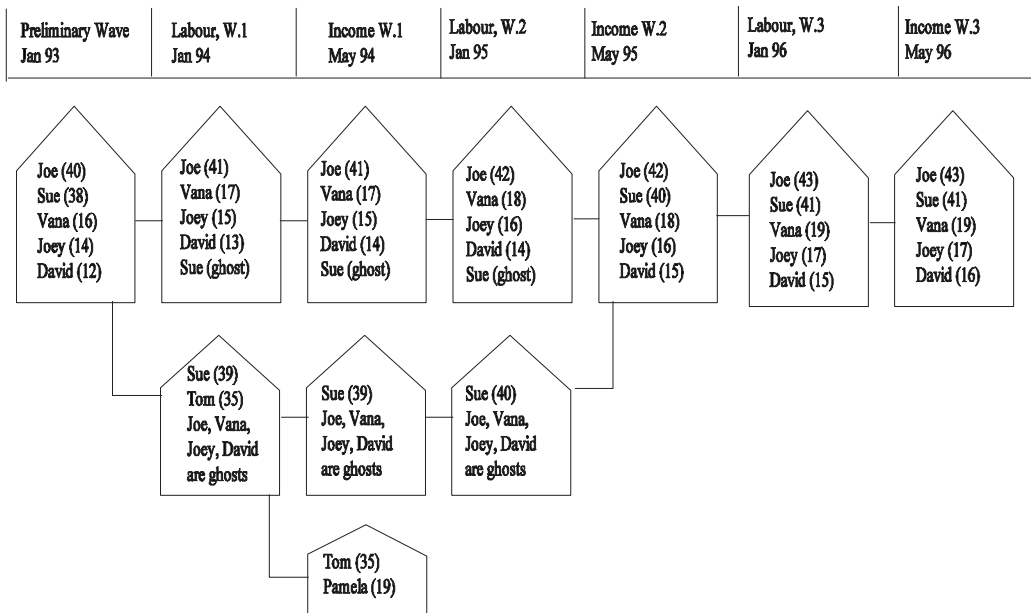 Preliminary Wave
Jan 93
Labour, W.1
Jan 94
Income W.1
May 94
Labour, W.2
Jan 95
Income W.2
May 95
Labour, W.3
Jan 96
Income W.3
May 96
Joe (40)
Sue (38)
Vana (16)
Joey (14)
David (12)
Joe (41)
Vana (17)
Joey (15)
David (13)
Sue (ghost)
Joe (41)
Vana (17)
Joey (15)
David (14)
Sue (ghost)
Joe (42)
Vana (18)
Joey (16)
David (14)
Sue (ghost)
Joe (42)
Sue (40)
Vana (18)
Joey (16)
David (15)
Joe (43)
Sue (41)
Vana (19)
Joey (17)
David (15)
Joe (43)
Sue (41)
Vana (19)
Joey (17)
David (16)
Sue (39)
Tom (35)
Joe, Vana,
Joey, David
are ghosts
Sue (39)
Joe, Vana,
Joey, David
are ghosts
Sue (40)
Joe, Vana,
Joey, David
are ghosts
Tom (35)
Pamela (19)